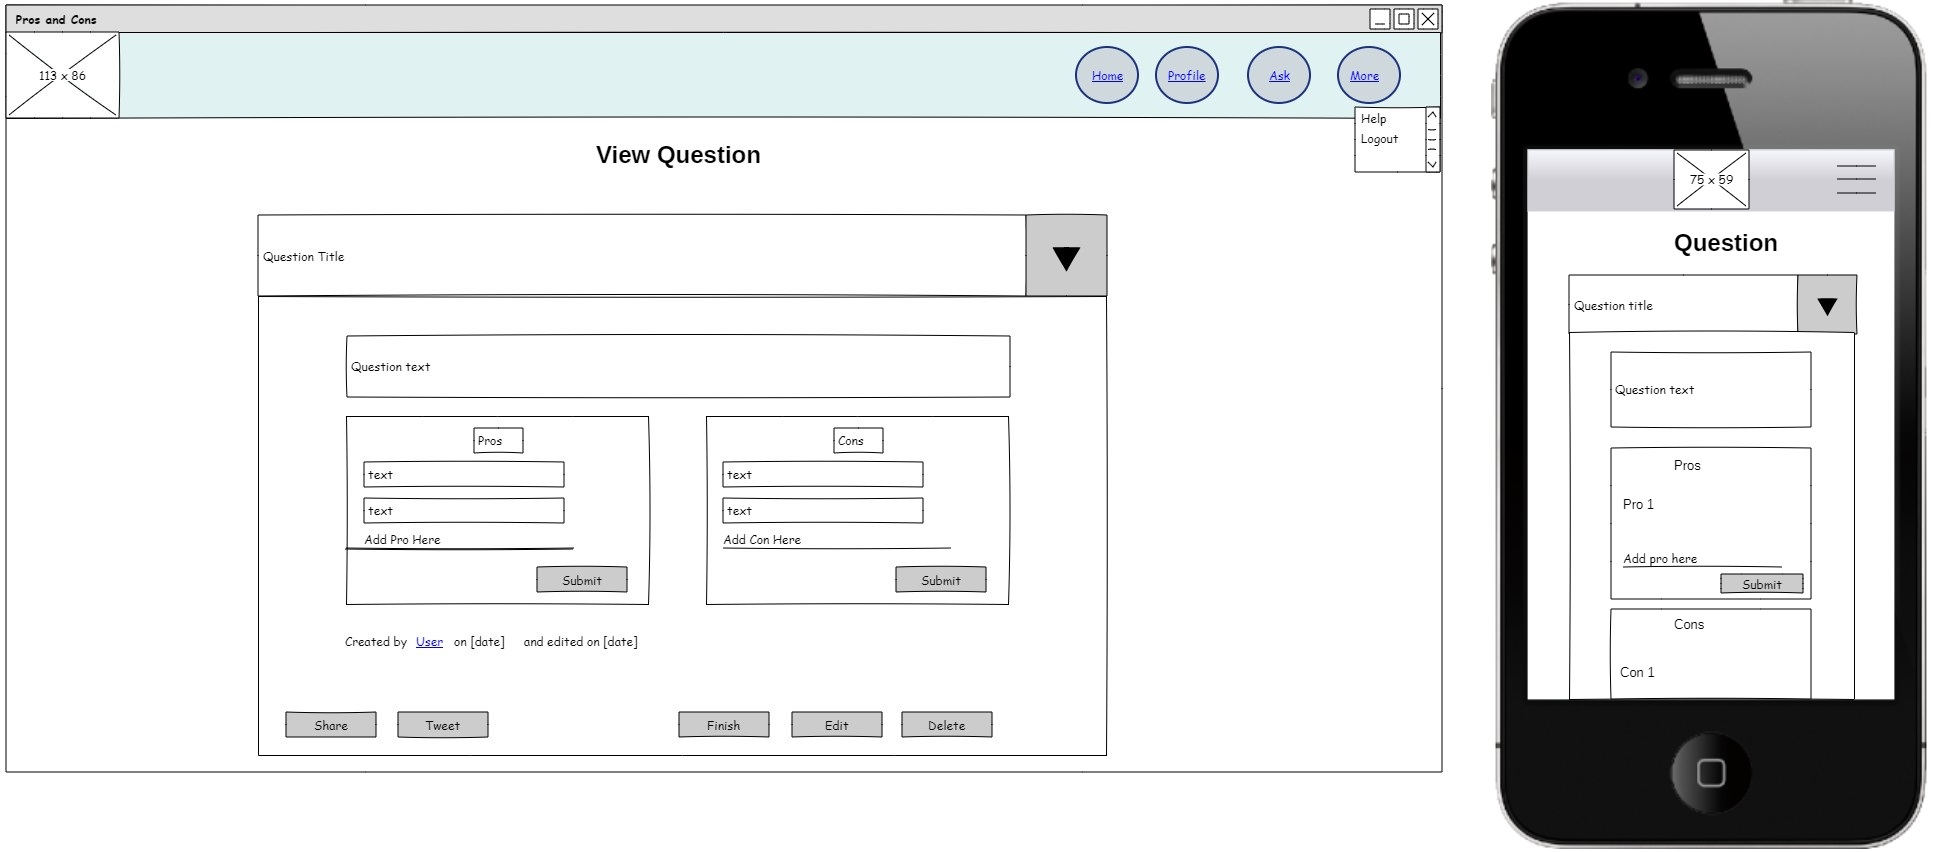 Pros and Cons
113 x 86
Home Profile Ask More
Help
Logout
View Question
Question Title
Question text
Pros
text
text
Add Pro Here
Submit
Cons
text
text
Add Con Here
Submit
Created by User on [date] and edited on [date]
Share Tweet Finish Edit Delete
75 x 59
Question
Question title
Question text
Pros
Pro 1
Add pro here
Submit
Cons
Con 1